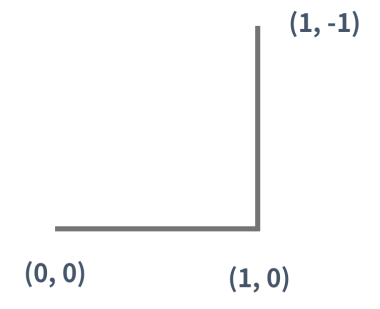 (1, -1)
(0, 0)
(1, 0)